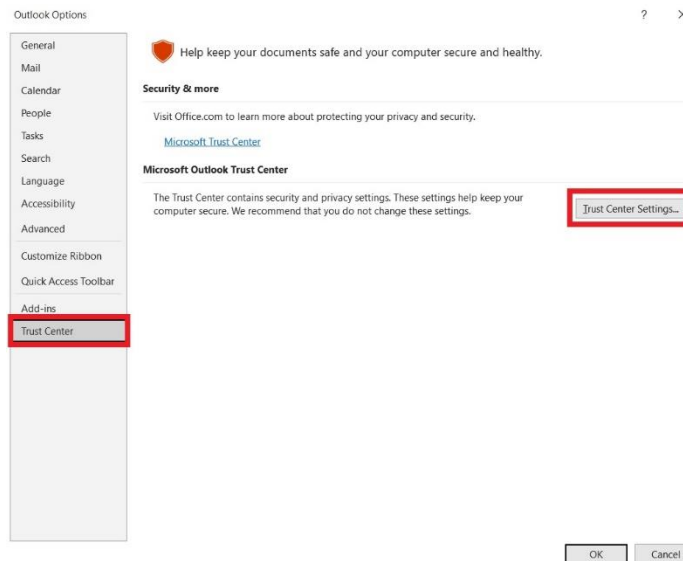 Outlook Options
?
General
Mail
Calendar
People
Tasks
Search
Language
Accessibility
Advanced
Customize Ribbon
Quick Access Toolbar
Add-ins
Trust Center
Help keep your documents safe and your computer secure and healthy.
Security & more
Visit Office.com to learn more about protecting your privacy and security.
Microsoft Trust Center
Microsoft Outlook Trust Center
The Trust Center contains security and privacy settings. These settings help keep your
computer secure. We recommend that you do not change these settings.
Trust Center Settings...
OK
Cancel